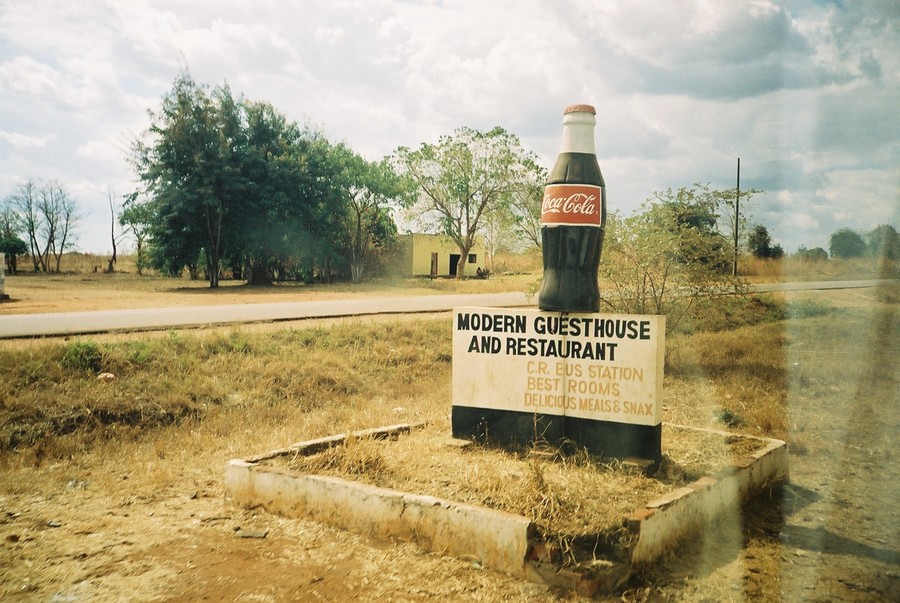 Coca-Cola
MODERN GUESTHOUSE
AND RESTAURANT
C.R. BUS STATION
BEST ROOMS
DELICIOUS MEALS & SNAX